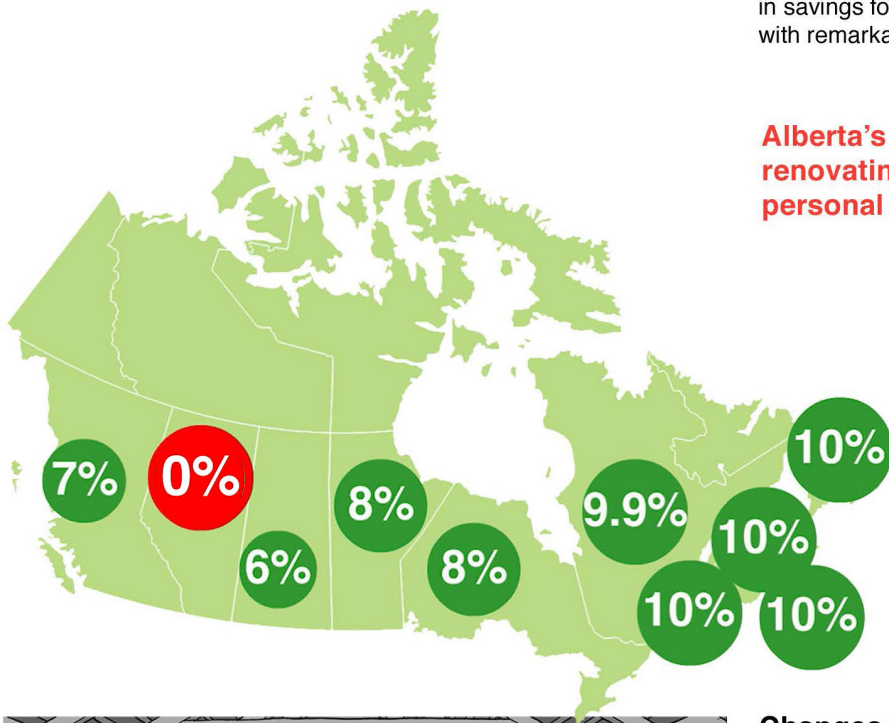 in savings fo
with remarka
Alberta's
renovatin
personal
10%
7%
0%
8%
9.9%
6%
8%
10%
10%
10%
Changes